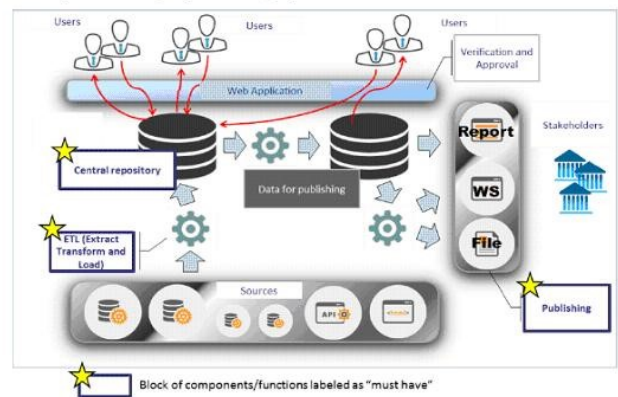 Users
Users
Users
Verification and
Approval
Web Application
Report
Stakeholders
Central repository
Data for publishing
WS
ETL (Extract
Transform and
Load)
File
Sources
Publishing
API
<html>
Block of components/functions labeled as "must have"